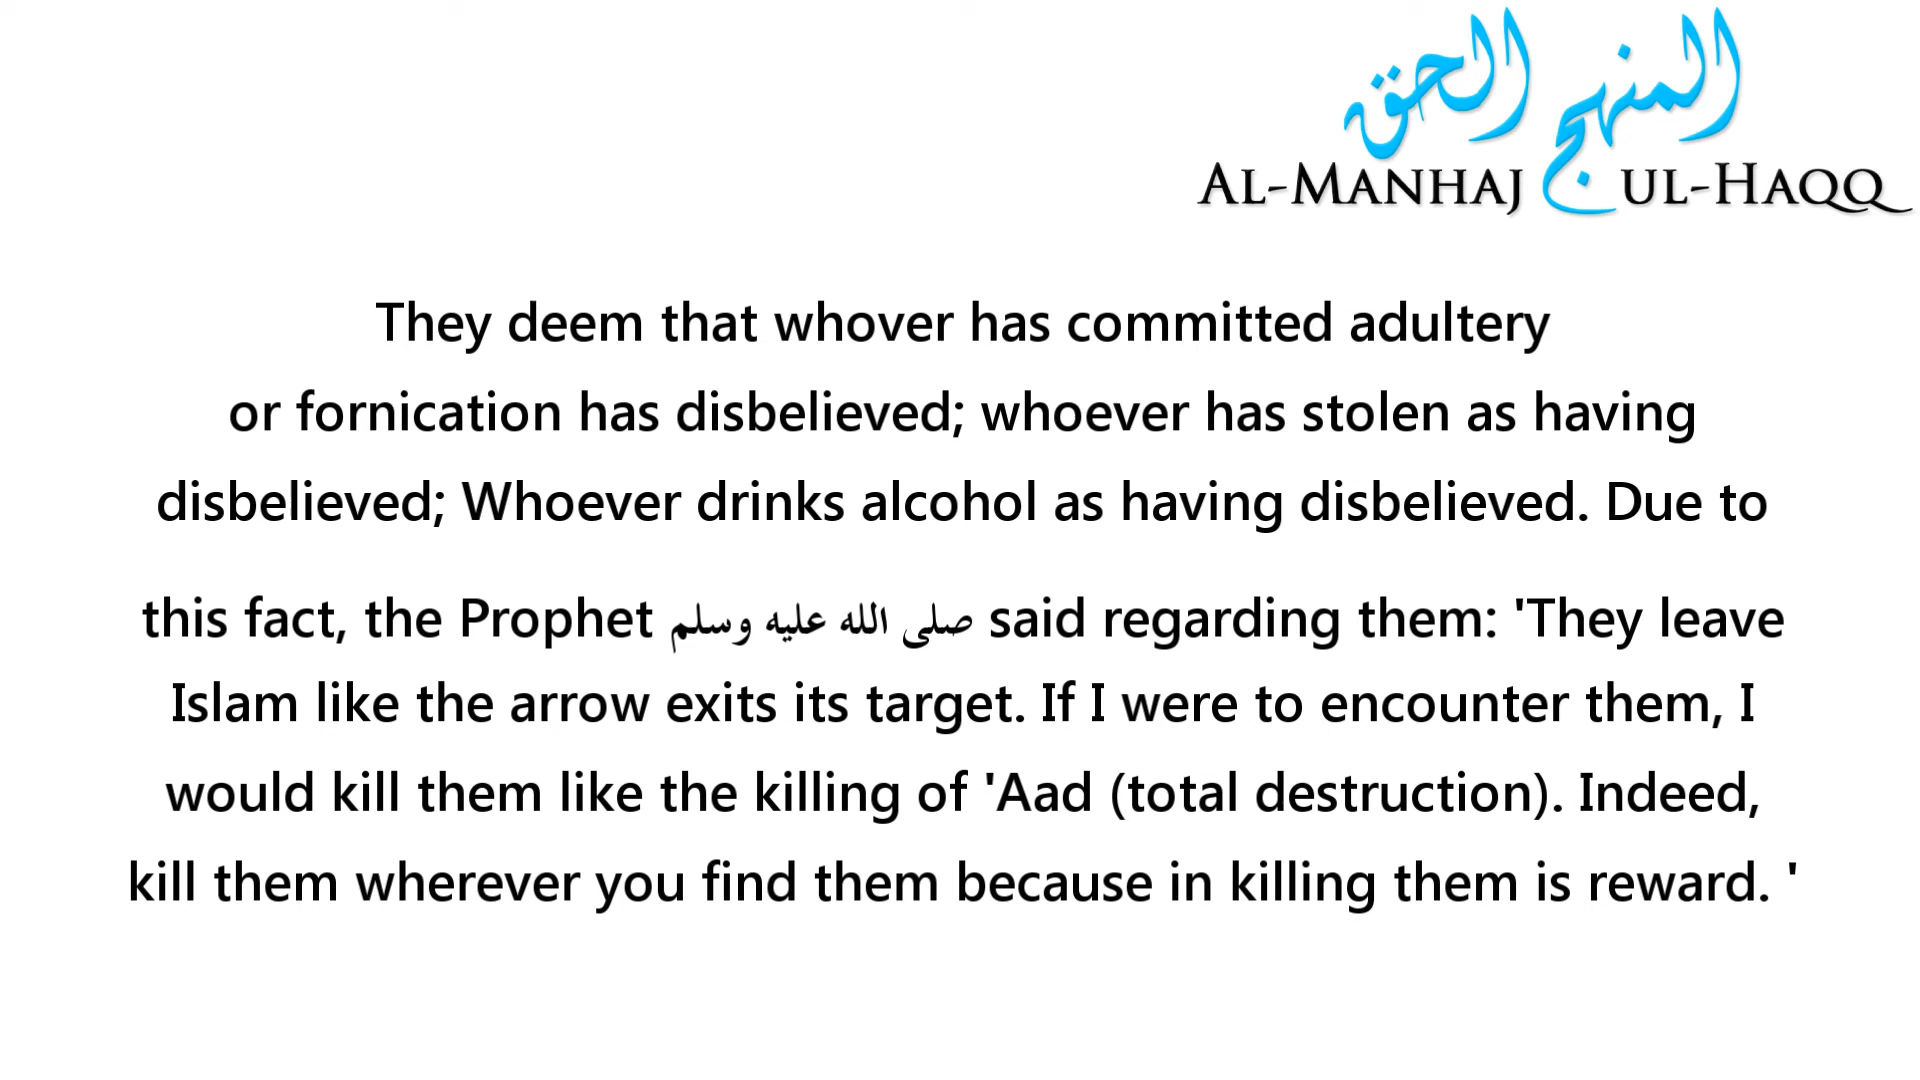 المنهج الحق
AL-MANHAJ UL-HAQQ
They deem that whover has committed adultery
or fornication has disbelieved; whoever has stolen as having
disbelieved; Whoever drinks alcohol as having disbelieved. Due to
this fact, the Prophet صلى الله عليه وسلم said regarding them: 'They leave
Islam like the arrow exits its target. If I were to encounter them, I
would kill them like the killing of 'Aad (total destruction). Indeed,
kill them wherever you find them because in killing them is reward. '